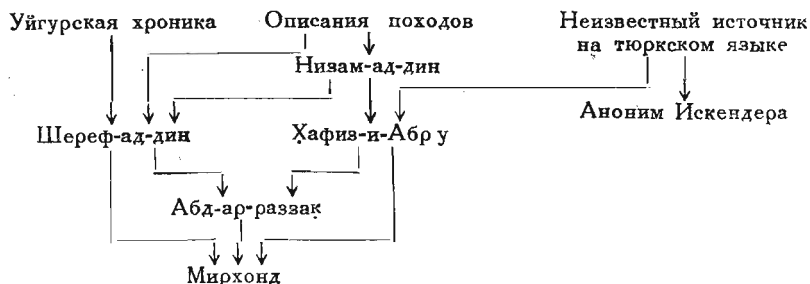 Уйгурская хроника Описания походов Неизвестный источник
на тюркском языке
Низам-ад-дин
Аноним Искендера
Шереф-ад-дин Хафиз-и-Абру
Абд-ар-раззак
Мирхонд